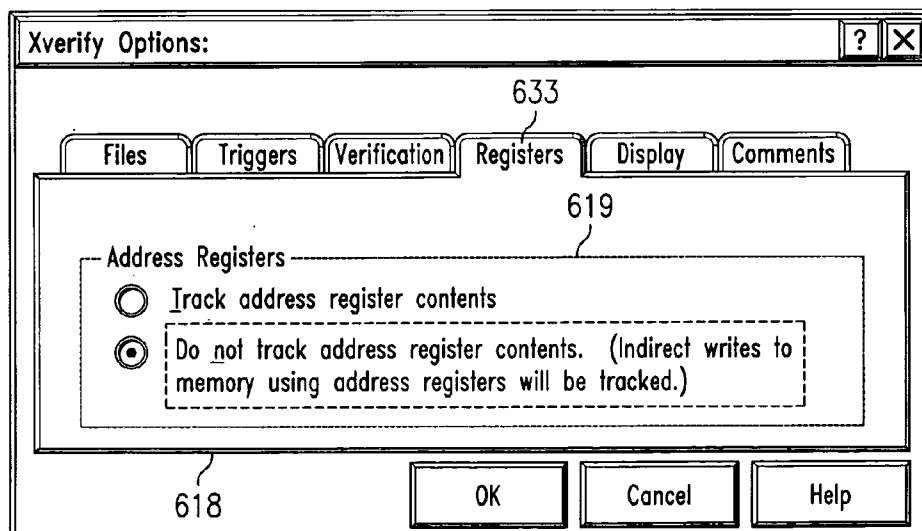 Xverify Options:
? X
633
Files Triggers Verification Registers Display Comments
619
Address Registers
Track address register contents
Do not track address register contents. (Indirect writes to
memory using address registers will be tracked.)
618
OK Cancel Help